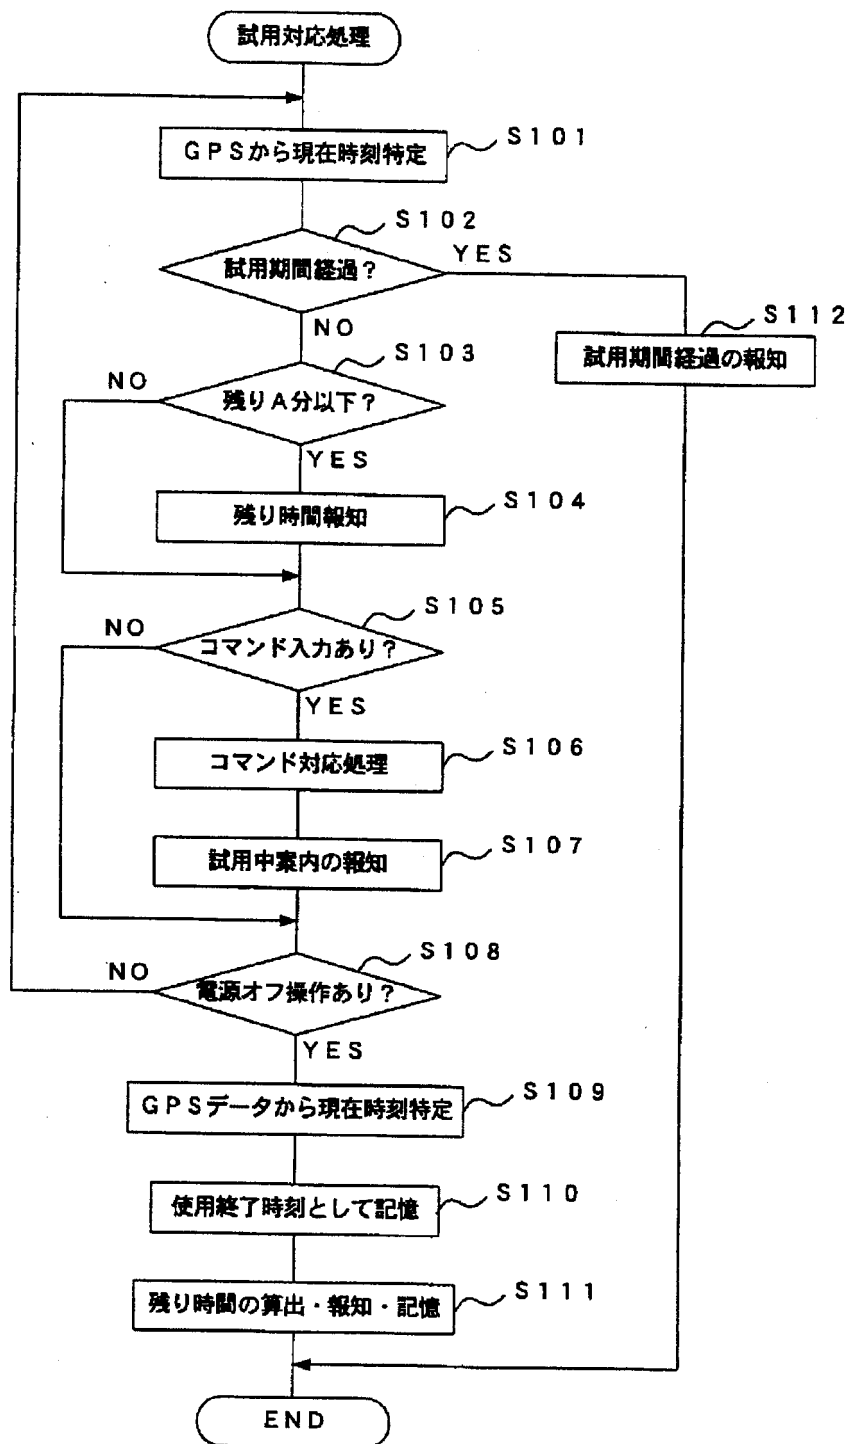 試用対応処理
GPSから現在時刻特定
S101
S102
試用期間経過?
YES
NO
S112
試用期間経過の報知
S103
NO
残りA分以下?
YES
S104
残り時間報知
S105
NO
コマンド入力あり?
YES
S106
コマンド対応処理
S107
試用中案内の報知
S108
NO
電源オフ操作あり?
YES
S109
GPSデータから現在時刻特定
S110
使用終了時刻として記憶
S111
残り時間の算出・報知・記憶
END